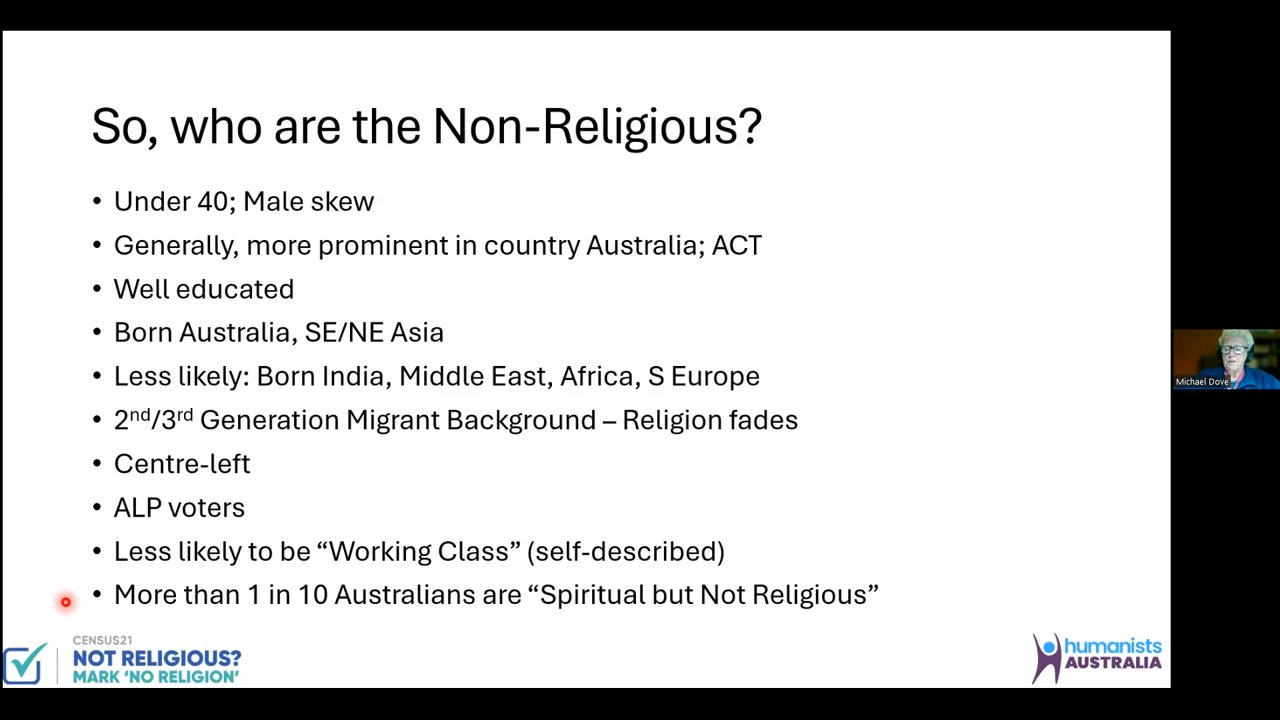 So, who are the Non-Religious?
• Under 40; Male skew
• Generally, more prominent in country Australia; ACT
• Well educated
• Born Australia, SE/NE Asia
• Less likely: Born India, Middle East, Africa, S Europe
• 2nd/3rd Generation Migrant Background – Religion fades
• Centre-left
• ALP voters
• Less likely to be “Working Class” (self-described)
• More than 1 in 10 Australians are “Spiritual but Not Religious”
Michael Dove
CENSUS21
NOT RELIGIOUS?
MARK ‘NO RELIGION’
humanists
AUSTRALIA